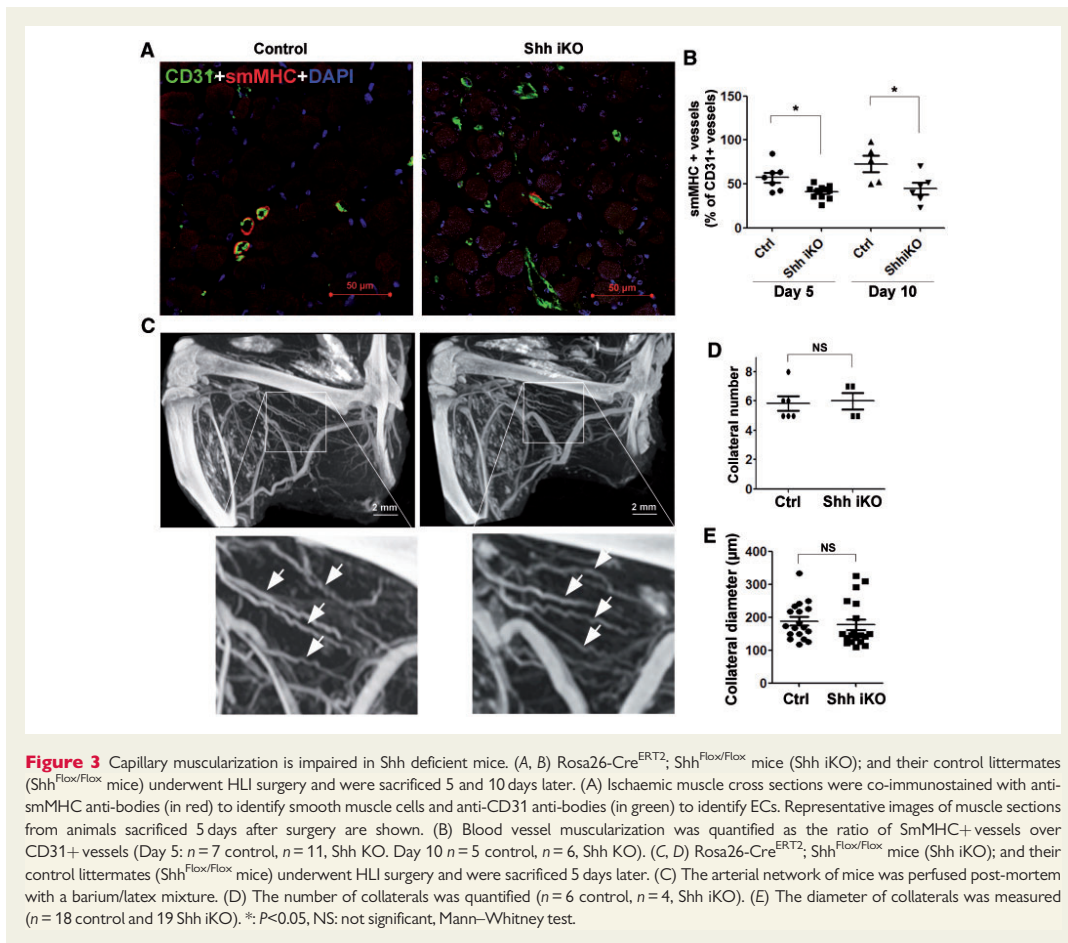 A
Control
Shh iKO
CD31+smMHC+DAPI
50 µm
50 µm
B
smMHC + vessels
(% of CD31+ vessels)
150
100
50
0
*
*
Ctrl
Shh iKO
Ctrl
ShhiKO
Day 5
Day 10
C
2 mm
2 mm
D
Collateral number
8
6
4
2
0
NS
Ctrl
Shh iKO
E
Collateral diameter (µm)
400
300
200
100
0
NS
Ctrl
Shh iKO
Figure 3 Capillary muscularization is impaired in Shh deficient mice. (A, B) Rosa26-CreERT2; ShhFlox/Flox mice (Shh iKO); and their control littermates
(ShhFlox/Flox mice) underwent HLI surgery and were sacrificed 5 and 10 days later. (A) Ischaemic muscle cross sections were co-immunostained with anti-
smMHC anti-bodies (in red) to identify smooth muscle cells and anti-CD31 anti-bodies (in green) to identify ECs. Representative images of muscle sections
from animals sacrificed 5 days after surgery are shown. (B) Blood vessel muscularization was quantified as the ratio of SmMHC+ vessels over
CD31+ vessels (Day 5: n = 7 control, n = 11, Shh KO. Day 10 n = 5 control, n = 6, Shh KO). (C, D) Rosa26-CreERT2; ShhFlox/Flox mice (Shh iKO); and their
control littermates (ShhFlox/Flox mice) underwent HLI surgery and were sacrificed 5 days later. (C) The arterial network of mice was perfused post-mortem
with a barium/latex mixture. (D) The number of collaterals was quantified (n = 6 control, n = 4, Shh iKO). (E) The diameter of collaterals was measured
(n = 18 control and 19 Shh iKO). *: P<0.05, NS: not significant, Mann–Whitney test.